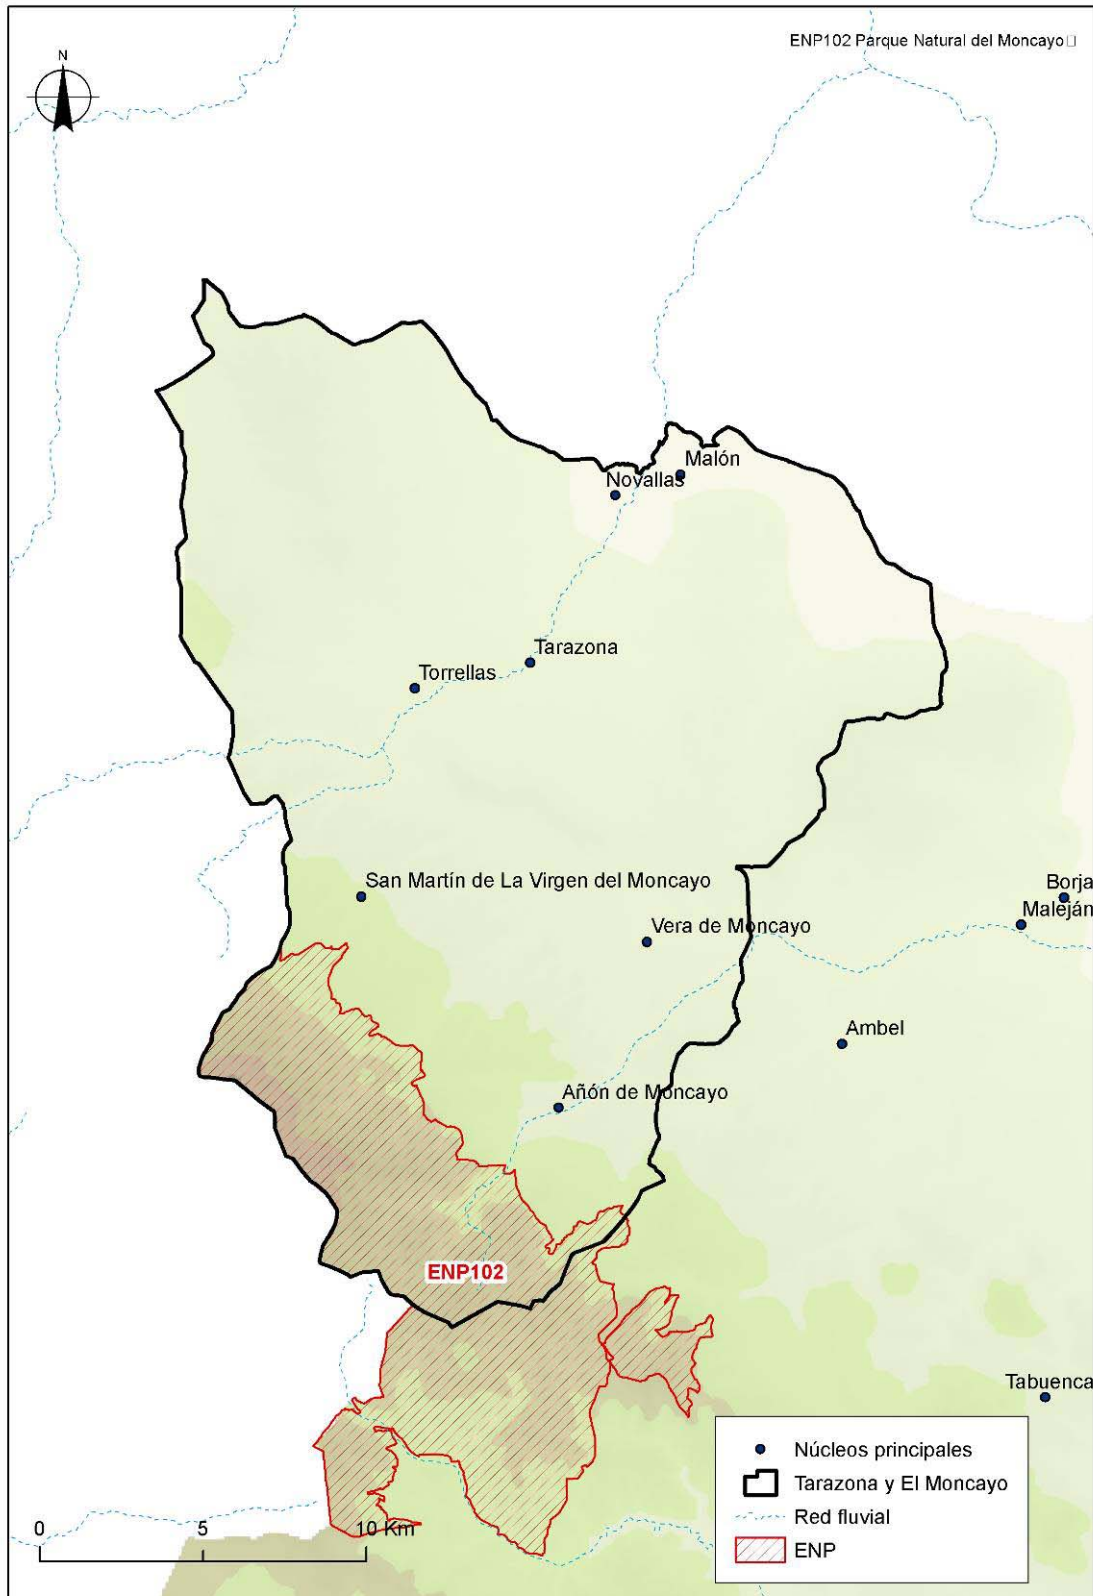 ENP102 Parque Natural del Moncayo
N
Malón
Novallas
Tarazona
Torrellas
San Martín de La Virgen del Moncayo
Borja
Maleján
Vera de Moncayo
Ambel
Añón de Moncayo
ENP102
Tabuenca
Núcleos principales
Tarazona y El Moncayo
Red fluvial
ENP
0 5 10 Km